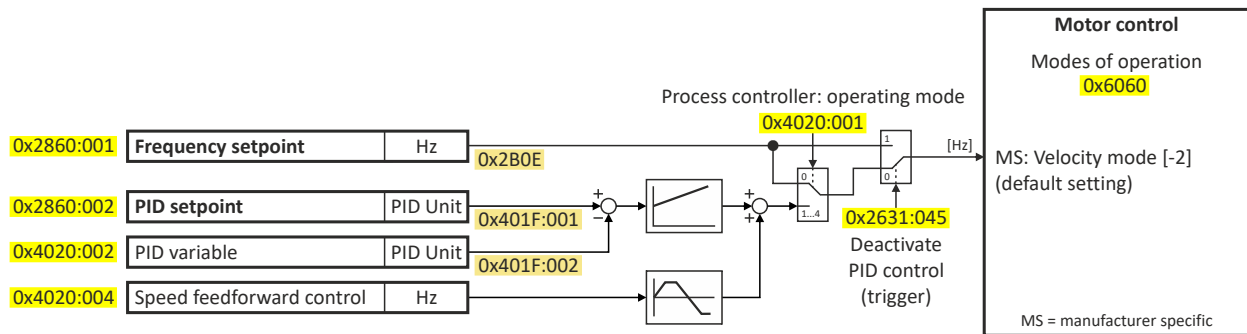 Motor control
Modes of operation
0x6060
Process controller: operating mode
0x4020:001
0x2860:001 Frequency setpoint Hz
0x2B0E
[Hz]
MS: Velocity mode [-2]
(default setting)
1
0
0
1...4
0x2860:002 PID setpoint PID Unit
0x401F:001
+
−
+
+
0x2631:045
Deactivate
PID control
(trigger)
0x4020:002 PID variable PID Unit
0x401F:002
0x4020:004 Speed feedforward control Hz
MS = manufacturer specific